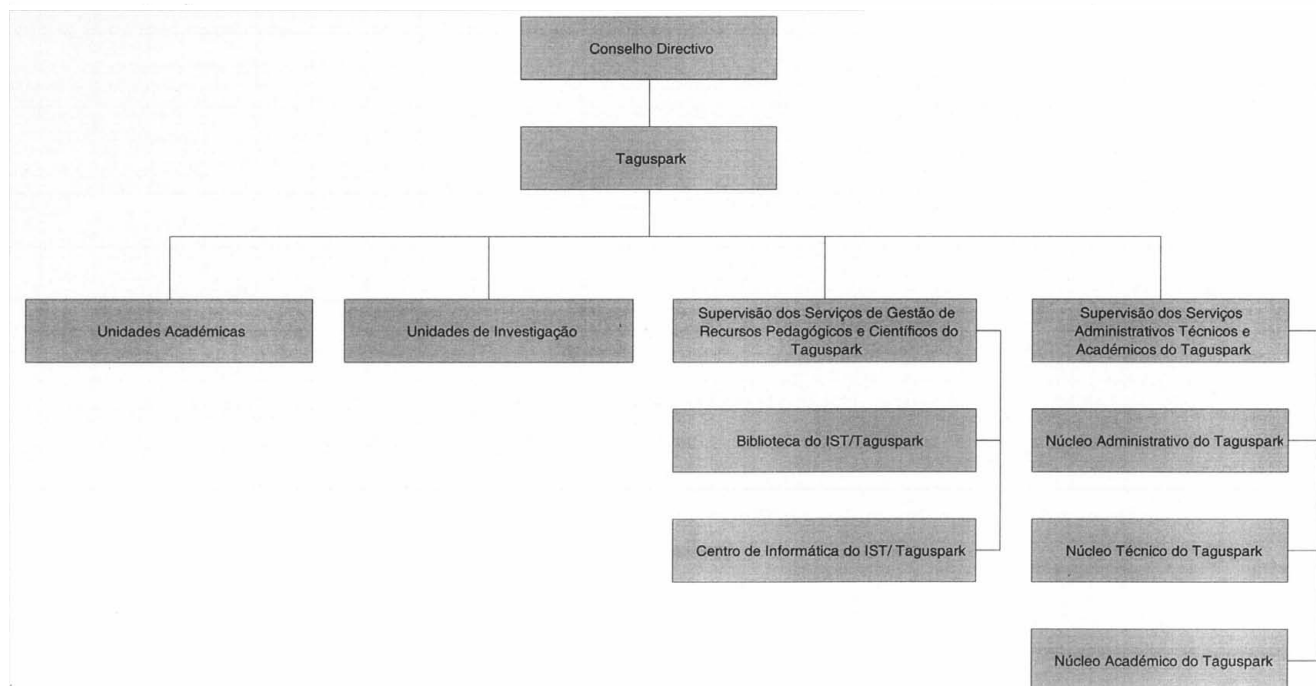 Conselho Directivo
Taguspark
Unidades Académicas
Unidades de Investigação
Supervisão dos Serviços de Gestão de
Recursos Pedagógicos e Científicos do
Taguspark
Supervisão dos Serviços
Administrativos Técnicos e
Académicos do Taguspark
Biblioteca do IST/Taguspark
Núcleo Administrativo do Taguspark
Centro de Informática do IST/ Taguspark
Núcleo Técnico do Taguspark
Núcleo Académico do Taguspark